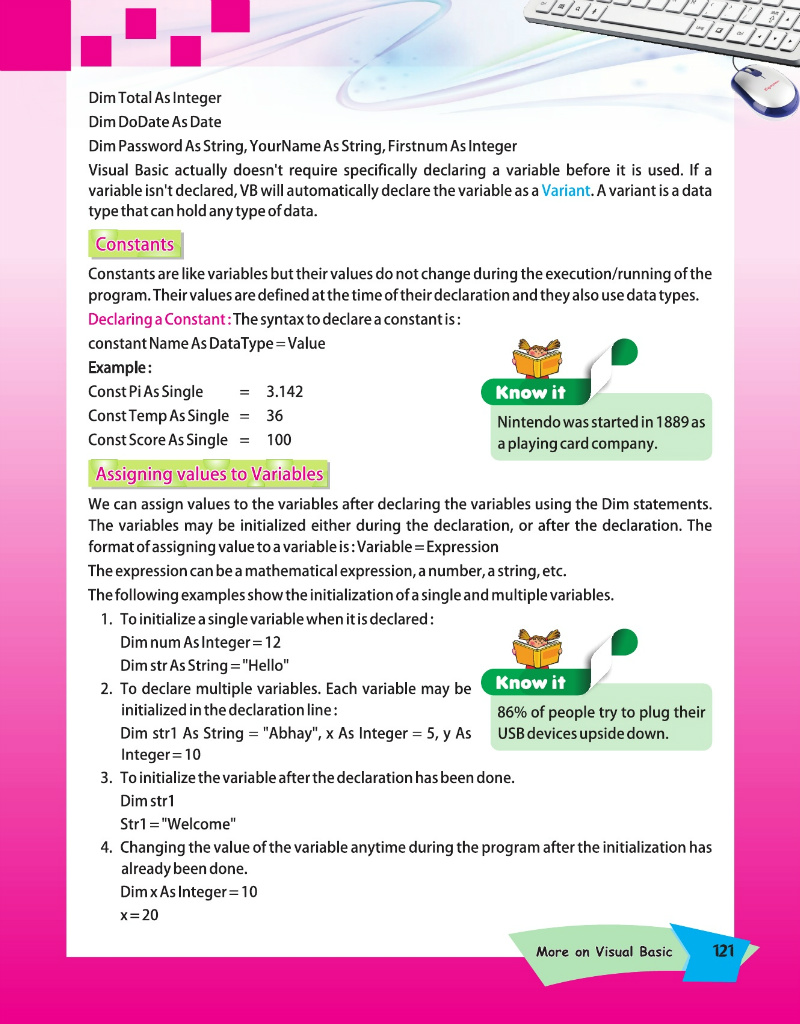 Dim Total As Integer
Dim DoDate As Date
Dim Password As String, YourName As String, Firstnum As Integer
Visual Basic actually doesn't require specifically declaring a variable before it is used. If a
variable isn't declared, VB will automatically declare the variable as a Variant. A variant is a data
type that can hold any type of data.
Constants
Constants are like variables but their values do not change during the execution/running of the
program. Their values are defined at the time of their declaration and they also use data types.
Declaring a Constant : The syntax to declare a constant is :
constant Name As DataType = Value
Example :
Const Pi As Single = 3.142
Const Temp As Single = 36
Const Score As Single = 100
Know it
Nintendo was started in 1889 as
a playing card company.
Assigning values to Variables
We can assign values to the variables after declaring the variables using the Dim statements.
The variables may be initialized either during the declaration, or after the declaration. The
format of assigning value to a variable is : Variable = Expression
The expression can be a mathematical expression, a number, a string, etc.
The following examples show the initialization of a single and multiple variables.
1. To initialize a single variable when it is declared :
Dim num As Integer = 12
Dim str As String = "Hello"
2. To declare multiple variables. Each variable may be
initialized in the declaration line :
Dim str1 As String = "Abhay", x As Integer = 5, y As
Integer = 10
Know it
86% of people try to plug their
USB devices upside down.
3. To initialize the variable after the declaration has been done.
Dim str1
Str1 = "Welcome"
4. Changing the value of the variable anytime during the program after the initialization has
already been done.
Dim x As Integer = 10
x = 20
More on Visual Basic 121